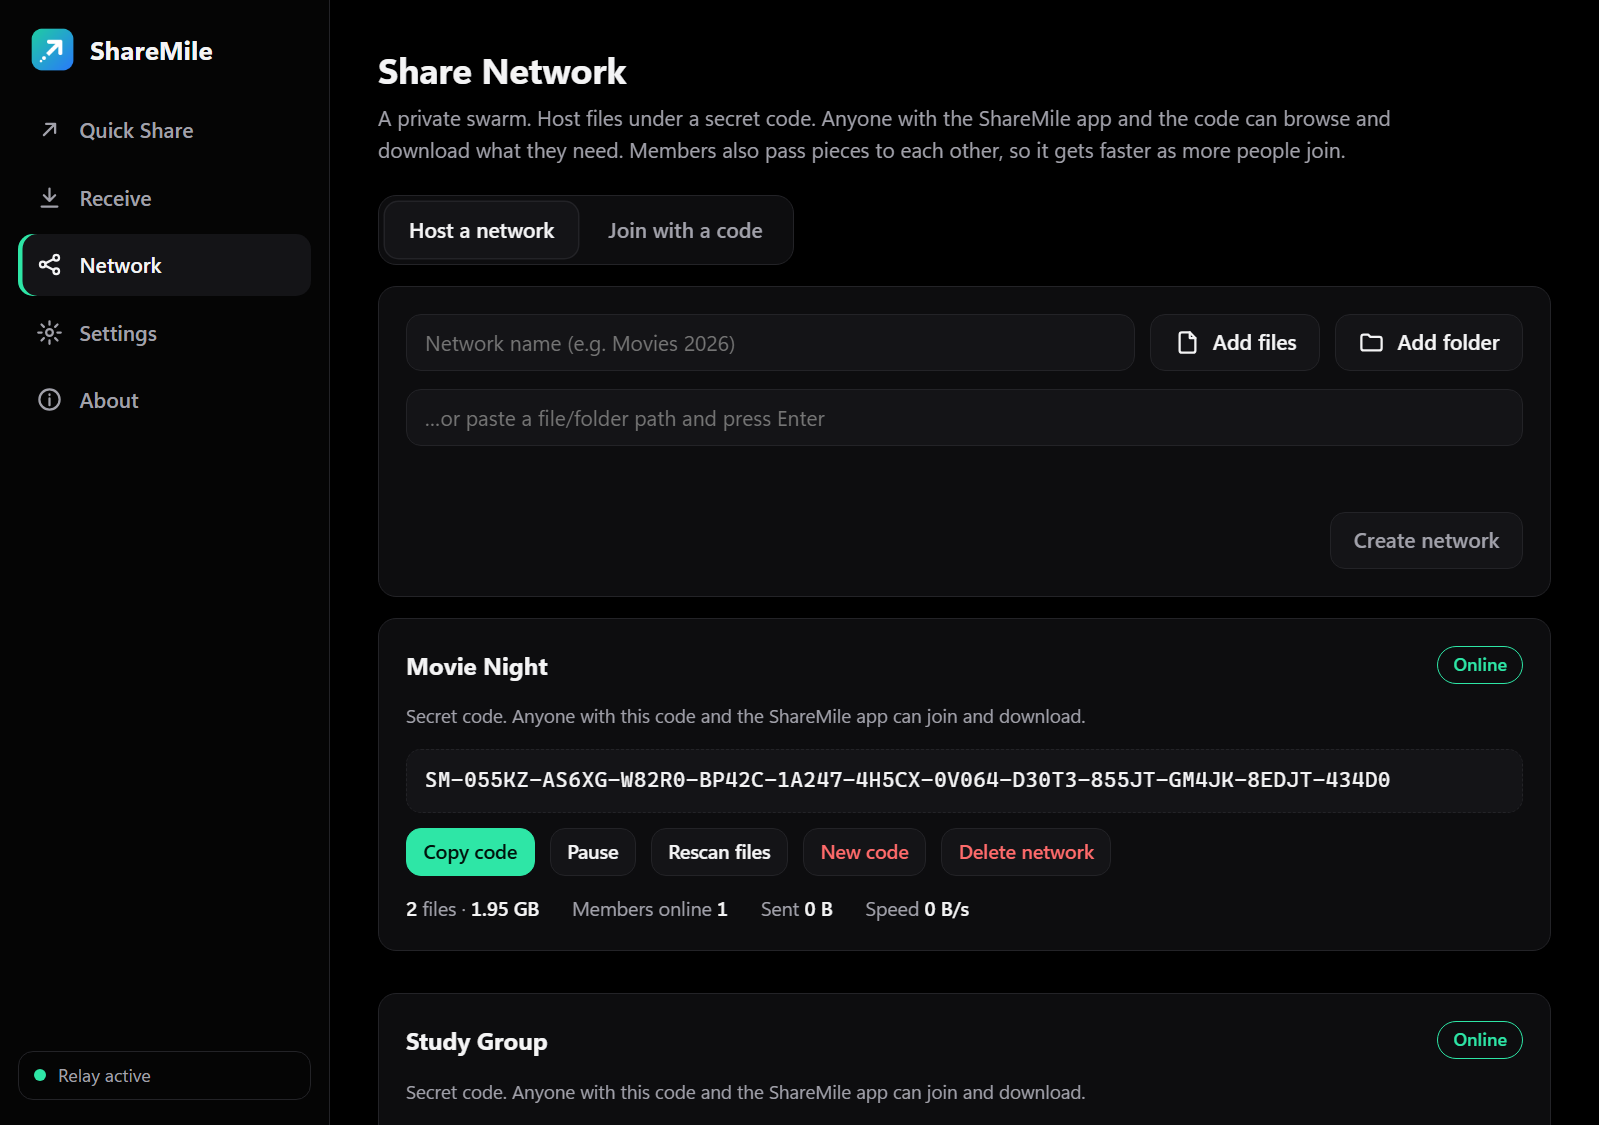 ShareMile
Quick Share
Receive
Network
Settings
About
Relay active
Share Network
A private swarm. Host files under a secret code. Anyone with the ShareMile app and the code can browse and
download what they need. Members also pass pieces to each other, so it gets faster as more people join.
Host a network
Join with a code
Network name (e.g. Movies 2026)
Add files
Add folder
...or paste a file/folder path and press Enter
Create network
Movie Night
Online
Secret code. Anyone with this code and the ShareMile app can join and download.
SM-055KZ-AS6XG-W82R0-BP42C-1A247-4H5CX-0V064-D30T3-855JT-GM4JK-8EDJT-434D0
Copy code
Pause
Rescan files
New code
Delete network
2 files · 1.95 GB
Members online 1
Sent 0 B
Speed 0 B/s
Study Group
Online
Secret code. Anyone with this code and the ShareMile app can join and download.